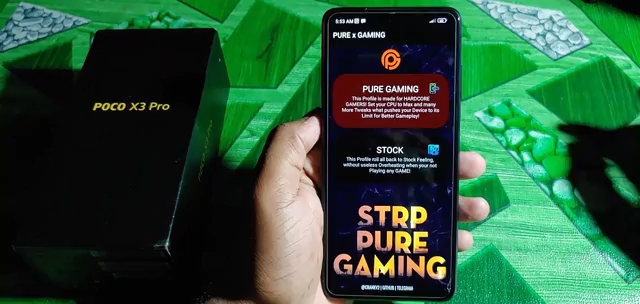 POCO X3 Pro
5:53 AM
PURE x GAMING
PURE GAMING
This Profile is made for HARDCORE
GAMERS! Set your CPU to Max and many
More Tweaks what pushes your Device to its
Limit for Better Gameplay!
STOCK
This Profile roll all back to Stock Feeling,
without useless Overheating when your not
Playing any GAME!
STRP
PURE
GAMING
| GITHUB | TELEGRAM